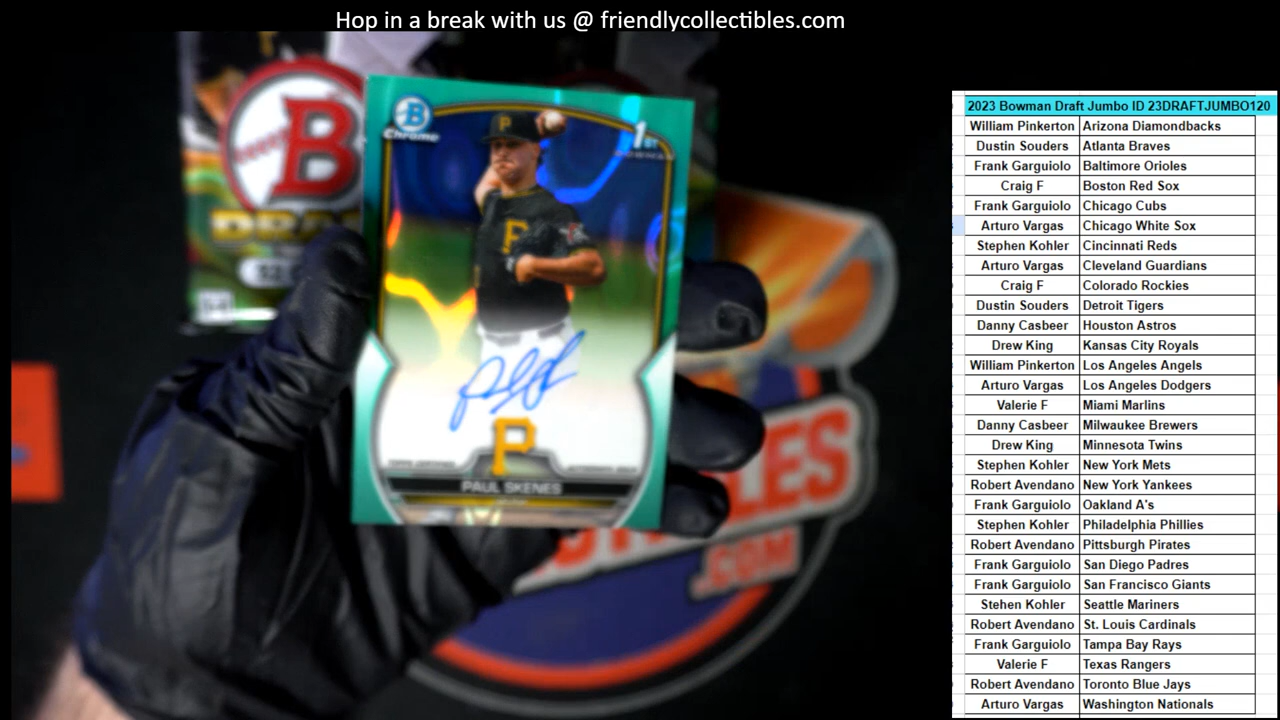 Hop in a break with us @ friendlycollectibles.com
B
DRA
B
Chrome
1ST
BOWMAN
P
P
PAUL SKENES
LES
.COM
2023 Bowman Draft Jumbo ID 23DRAFTJUMBO120
William Pinkerton Arizona Diamondbacks
Dustin Souders Atlanta Braves
Frank Garguiolo Baltimore Orioles
Craig F Boston Red Sox
Frank Garguiolo Chicago Cubs
Arturo Vargas Chicago White Sox
Stephen Kohler Cincinnati Reds
Arturo Vargas Cleveland Guardians
Craig F Colorado Rockies
Dustin Souders Detroit Tigers
Danny Casbeer Houston Astros
Drew King Kansas City Royals
William Pinkerton Los Angeles Angels
Arturo Vargas Los Angeles Dodgers
Valerie F Miami Marlins
Danny Casbeer Milwaukee Brewers
Drew King Minnesota Twins
Stephen Kohler New York Mets
Robert Avendano New York Yankees
Frank Garguiolo Oakland A's
Stephen Kohler Philadelphia Phillies
Robert Avendano Pittsburgh Pirates
Frank Garguiolo San Diego Padres
Frank Garguiolo San Francisco Giants
Stehen Kohler Seattle Mariners
Robert Avendano St. Louis Cardinals
Frank Garguiolo Tampa Bay Rays
Valerie F Texas Rangers
Robert Avendano Toronto Blue Jays
Arturo Vargas Washington Nationals